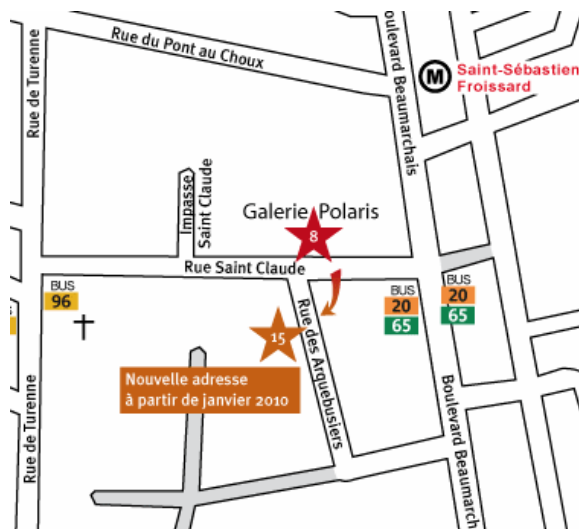 Rue de Turenne
Rue du Pont au Choux
Boulevard Beaumarchais
M
Saint-Sébastien
Froissard
Impasse
Saint Claude
Galerie Polaris
8
Rue Saint Claude
BUS
96
BUS
20
65
BUS
20
65
15
Rue des Arquebusiers
Nouvelle adresse
à partir de janvier 2010
Rue de Turenne
Boulevard Beaumarch